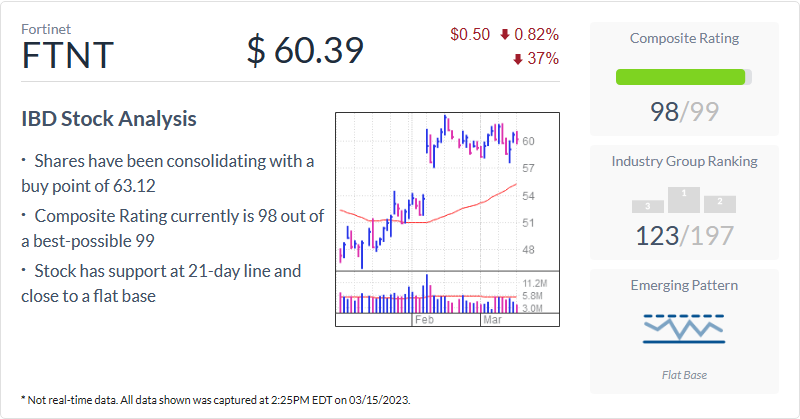 Fortinet
FTNT
$ 60.39
$0.50 0.82%
37%
IBD Stock Analysis
• Shares have been consolidating with a
buy point of 63.12
• Composite Rating currently is 98 out of
a best-possible 99
• Stock has support at 21-day line and
close to a flat base
60
57
54
51
48
11.2M
5.8M
3.0M
Feb
Mar
Composite Rating
98/99
Industry Group Ranking
3
1
2
123/197
Emerging Pattern
Flat Base
* Not real-time data. All data shown was captured at 2:25PM EDT on 03/15/2023.